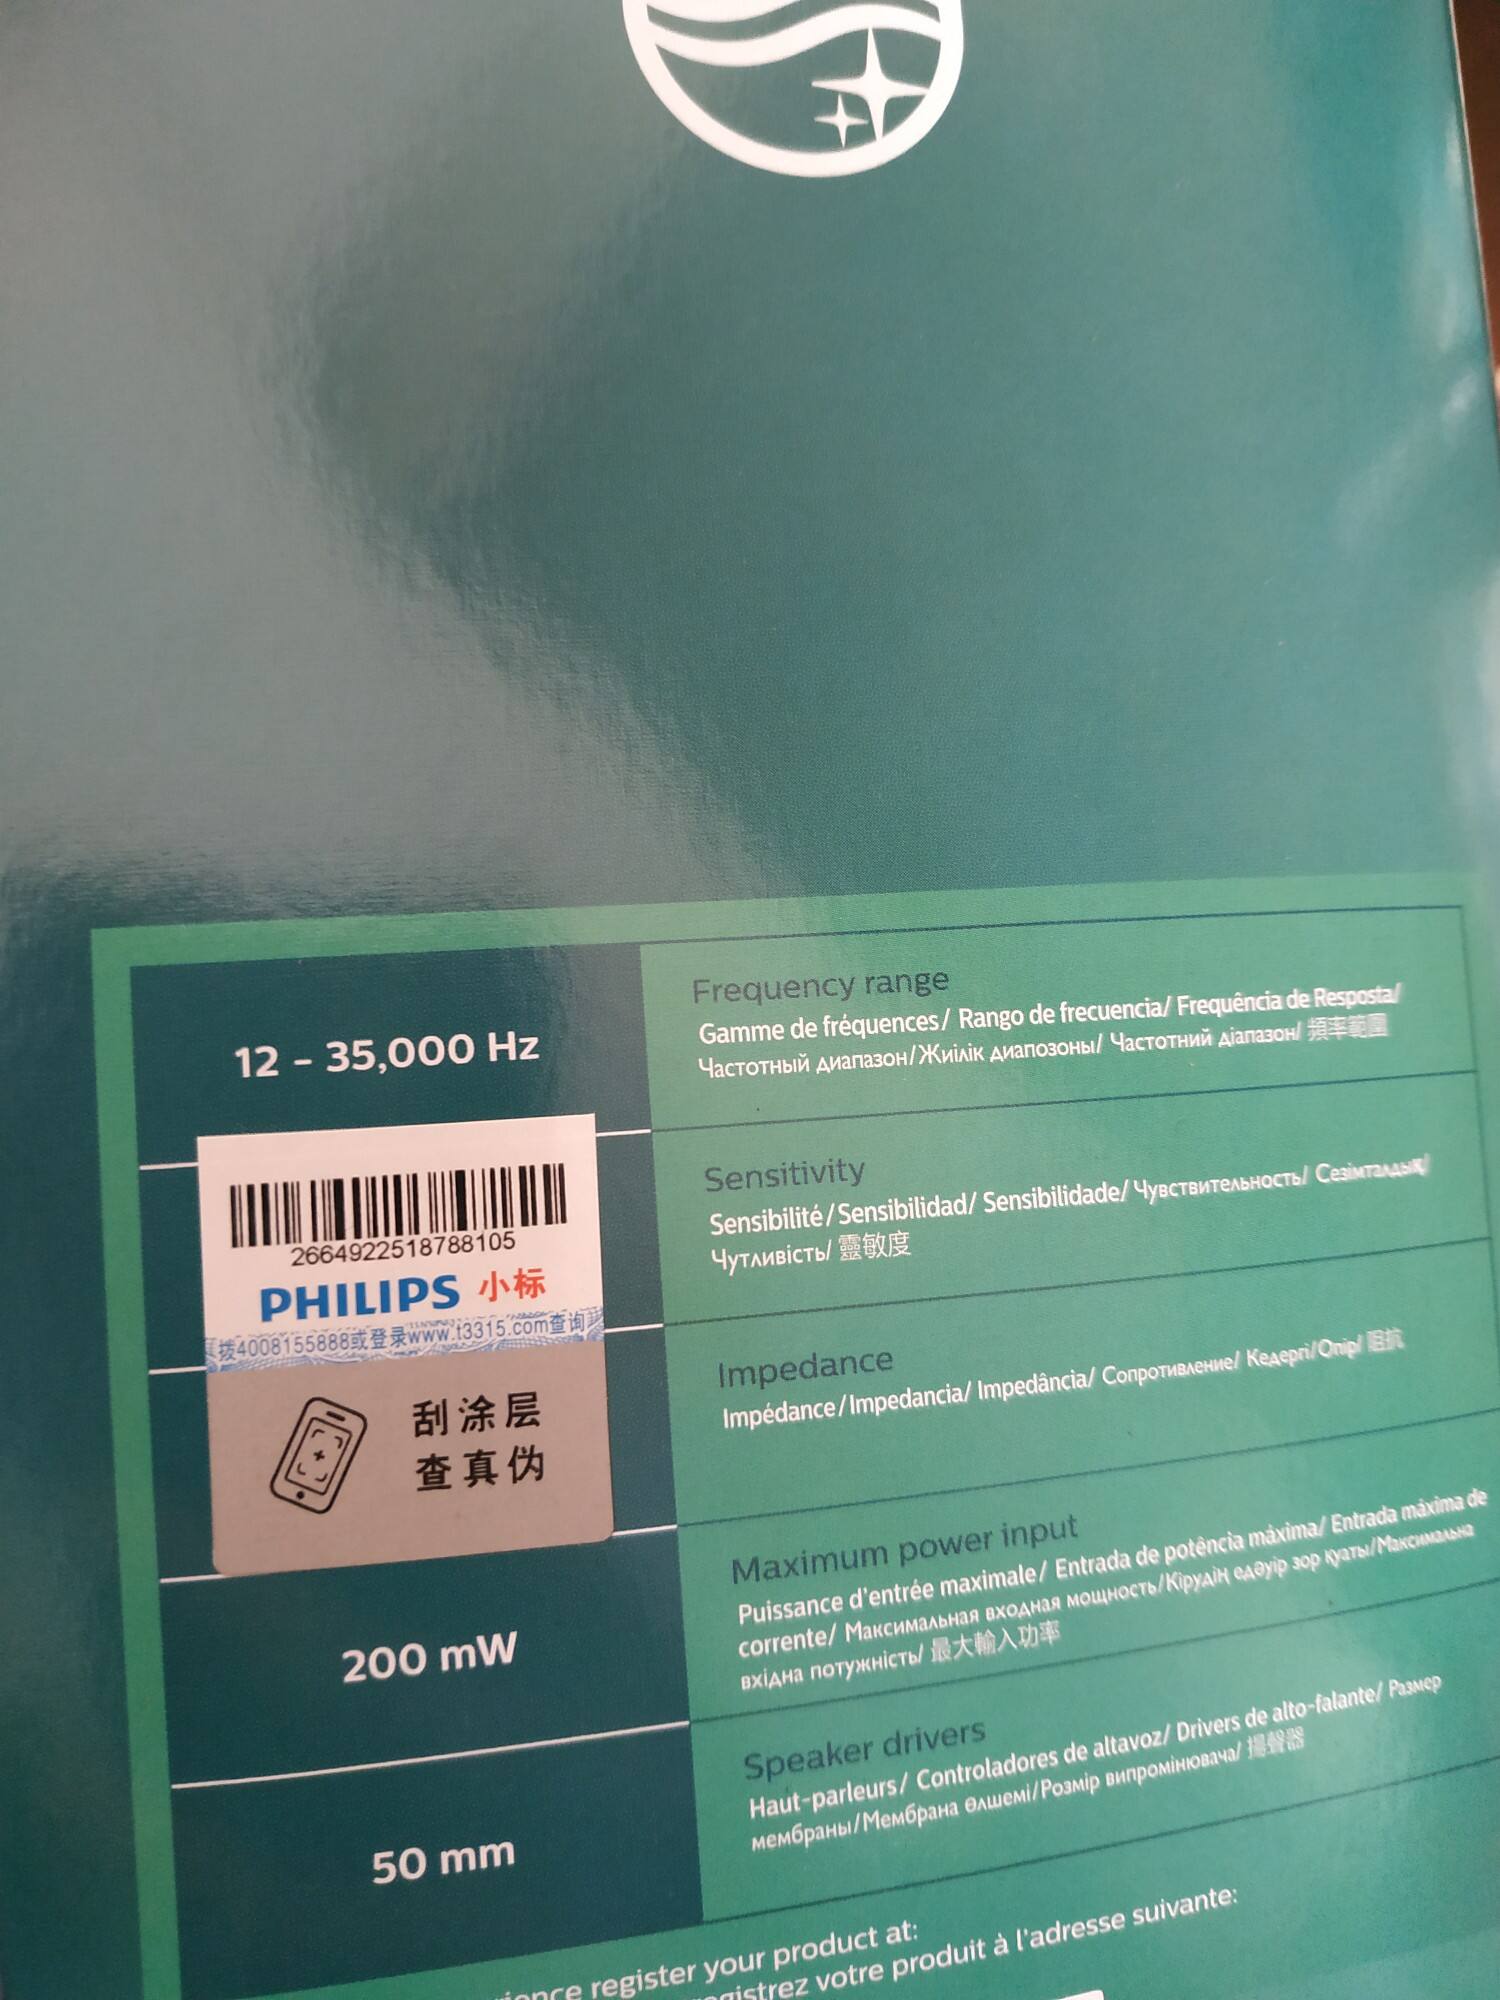 12 - 35,000 Hz
Frequency range
Gamme de fréquences/ Rango de frecuencia/ Frequência de Resposta/
Частотный диапазон/Жиілік диапозоны/ Частотний діапазон/ 頻率範圍
Sensitivity
Sensibilité/Sensibilidad/ Sensibilidade/ Чувствительность/ Сезімталдық/
Чутливість/ 靈敏度
2664922518788105
PHILIPS 小标
拨4008155888或登录www.t3315.com查询
刮涂层
查真伪
Impedance
Impédance/Impedancia/ Impedância/ Сопротивление/ Кедергі/Опір/ 阻抗
200 mW
Maximum power input
Puissance d'entrée maximale/ Entrada de potência máxima/ Entrada máxima de
corrente/ Максимальная входная мощность/Кірудің едәуір зор қуаты/Максимальна
вхідна потужність/ 最大輸入功率
50 mm
Speaker drivers
Haut-parleurs/ Controladores de altavoz/ Drivers de alto-falante/ Размер
мембраны/Мембрана өлшемі/Розмір випромінювача/ 揚聲器
register your product at:
votre produit à l'adresse suivante: